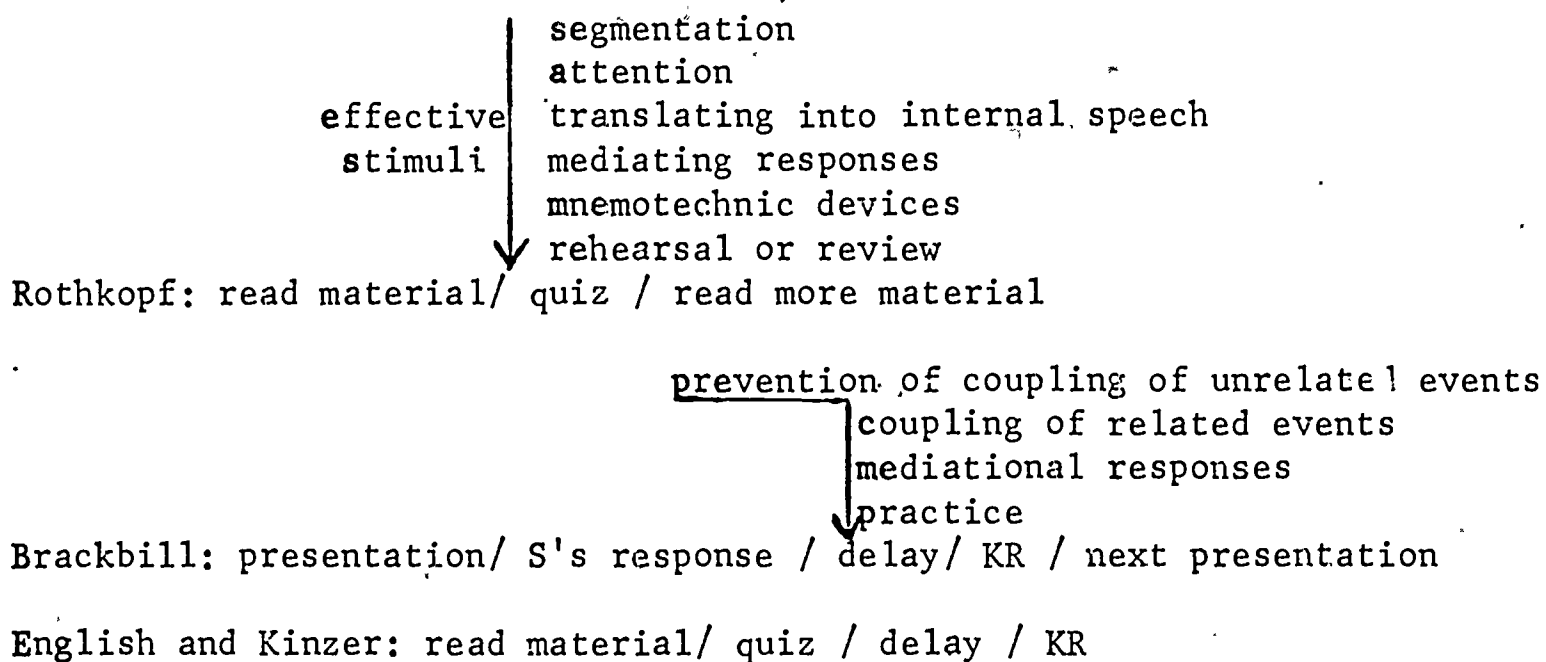 segmentation
attention
effective translating into internal speech
stimuli mediating responses
mnemotechnic devices
rehearsal or review
Rothkopf: read material/ quiz / read more material
prevention of coupling of unrelated events
coupling of related events
mediational responses
practice
Brackbill: presentation/ S's response / delay/ KR / next presentation
English and Kinzer: read material/ quiz / delay / KR